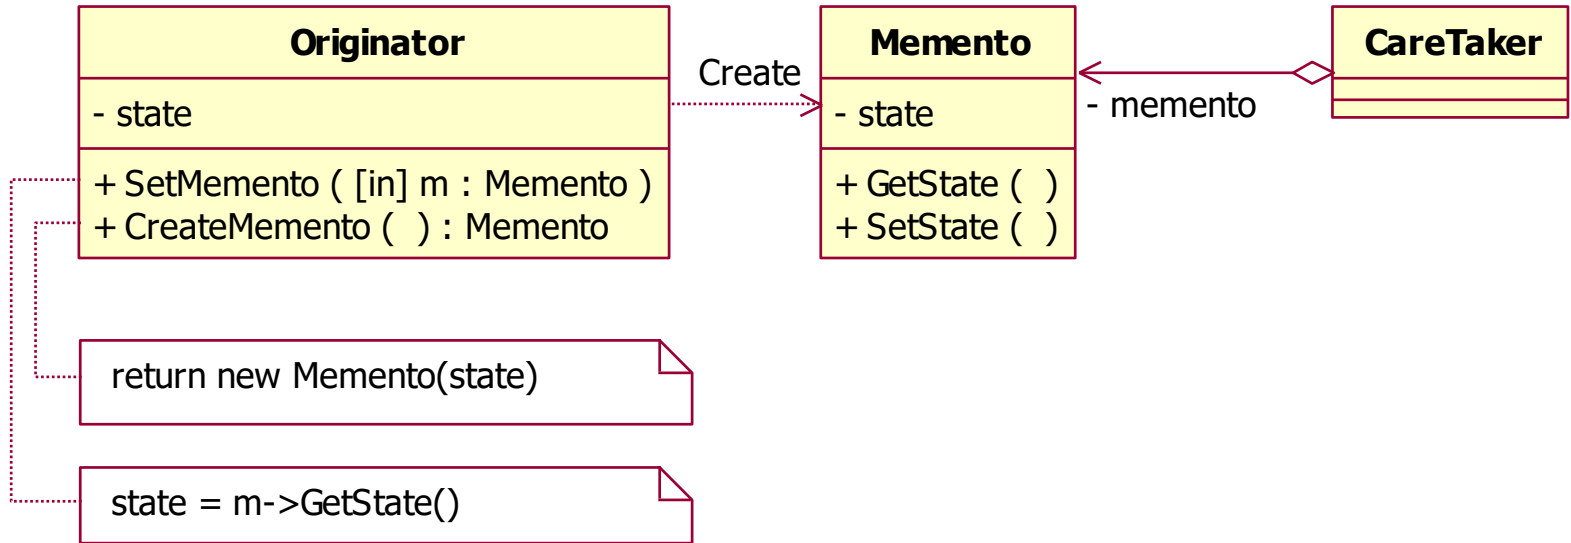 Originator
- state
+ SetMemento ( [in] m : Memento )
+ CreateMemento ( ) : Memento
Create
Memento
- state
+ GetState ( )
+ SetState ( )
- memento
CareTaker
return new Memento(state)
state = m->GetState()